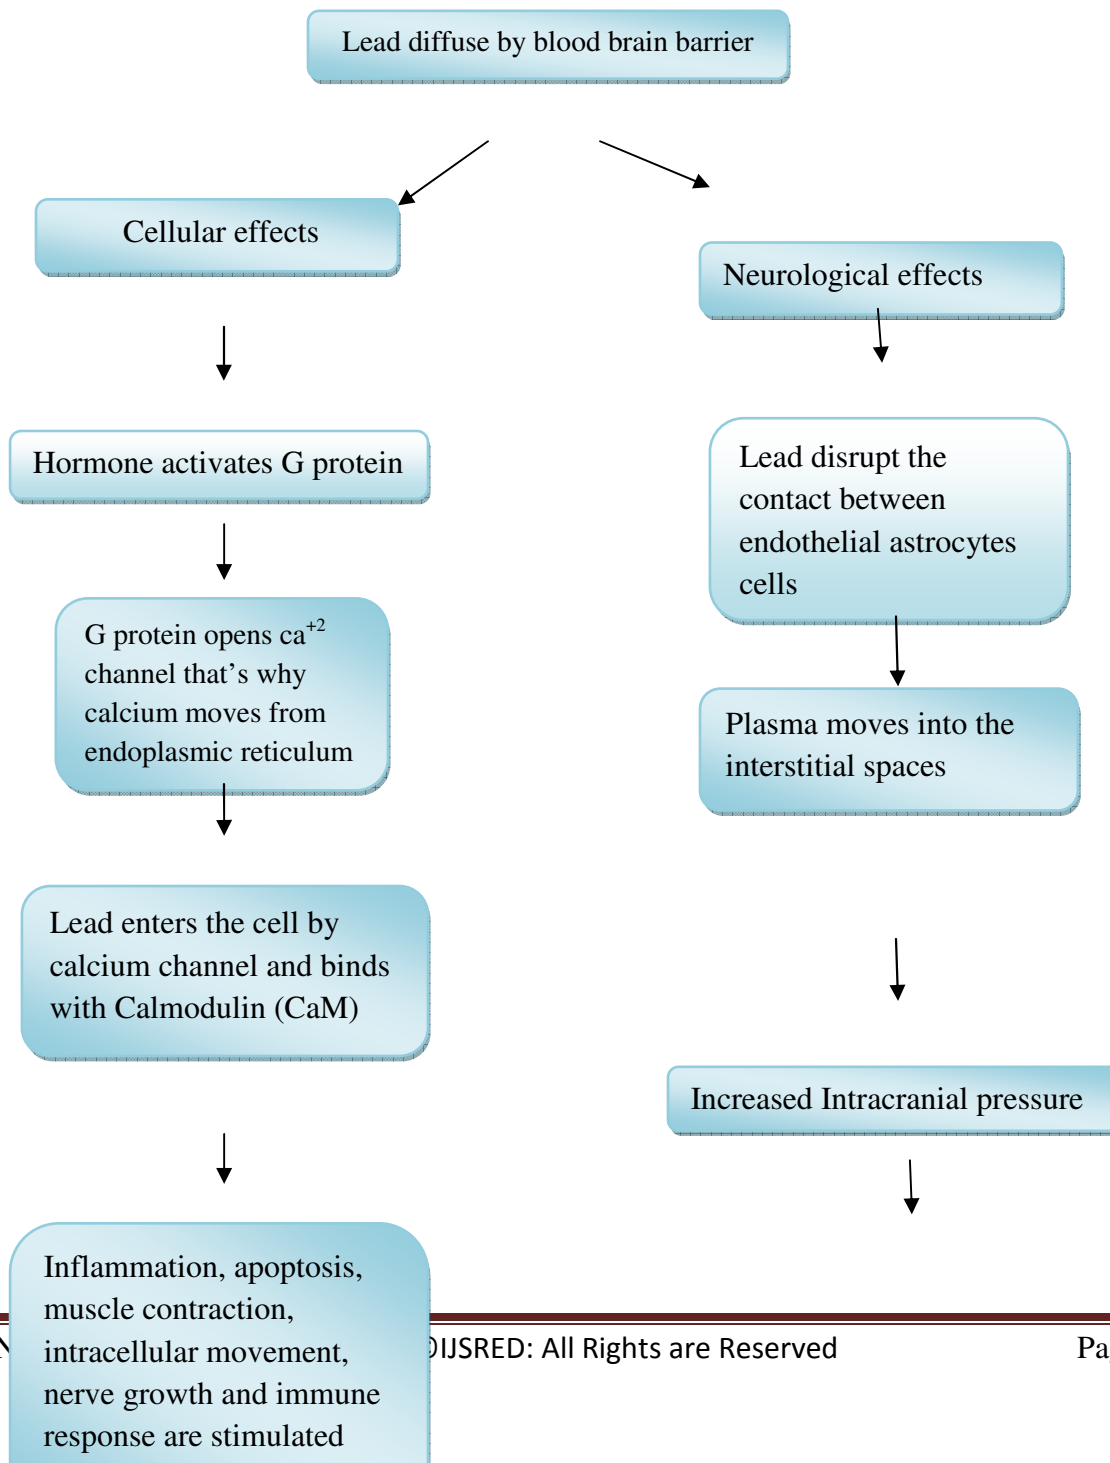 Lead diffuse by blood brain barrier
Cellular effects
Neurological effects
Hormone activates G protein
Lead disrupt the
contact between
endothelial astrocytes
cells
G protein opens ca+2
channel that's why
calcium moves from
endoplasmic reticulum
Plasma moves into the
interstitial spaces
Lead enters the cell by
calcium channel and binds
with Calmodulin (CaM)
Increased Intracranial pressure
Inflammation, apoptosis,
muscle contraction,
intracellular movement,
nerve growth and immune
response are stimulated
IJSRED: All Rights are Reserved